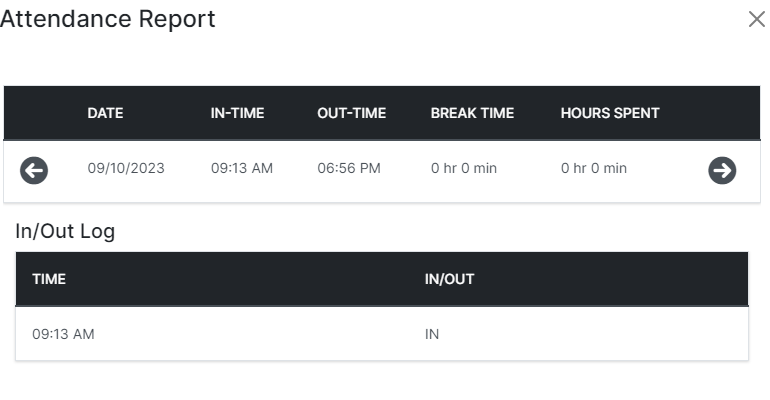 Attendance Report
DATE IN-TIME OUT-TIME BREAK TIME HOURS SPENT
09/10/2023 09:13 AM 06:56 PM 0 hr 0 min 0 hr 0 min
In/Out Log
TIME IN/OUT
09:13 AM IN